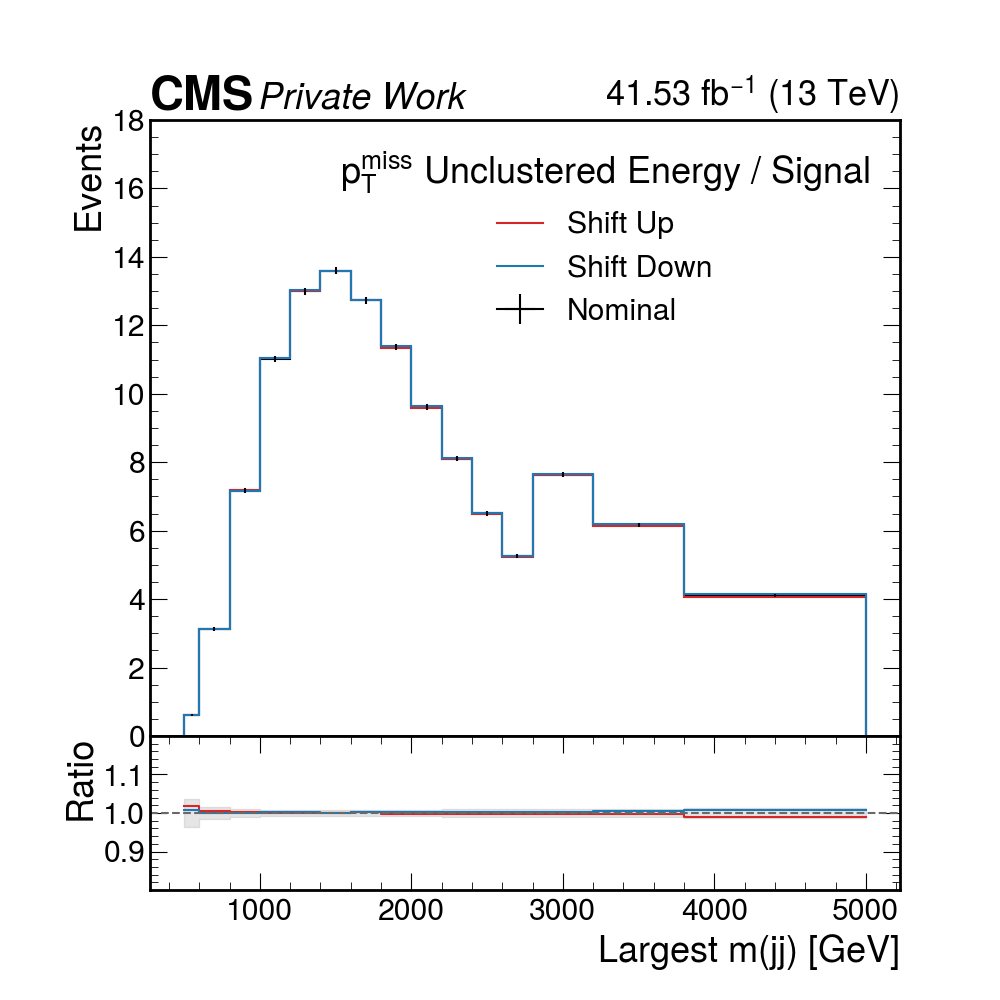 CMS Private Work 41.53 fb⁻¹ (13 TeV)
Events
18
16
14
12
10
8
6
4
2
0
p_T^miss Unclustered Energy / Signal
Shift Up
Shift Down
Nominal
Ratio
1.1
1.0
0.9
1000 2000 3000 4000 5000
Largest m(jj) [GeV]